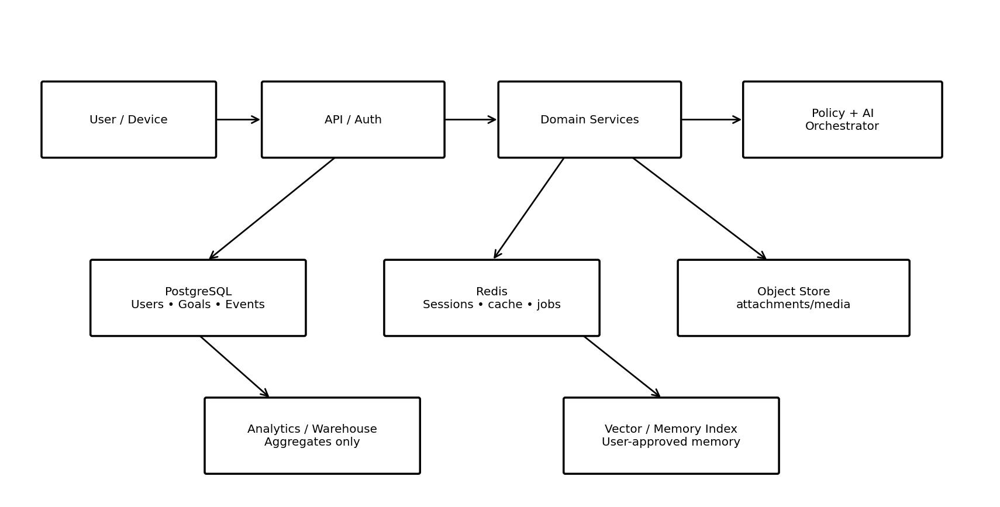 User / Device
API / Auth
Domain Services
Policy + AI
Orchestrator
PostgreSQL
Users • Goals • Events
Redis
Sessions • cache • jobs
Object Store
attachments/media
Analytics / Warehouse
Aggregates only
Vector / Memory Index
User-approved memory